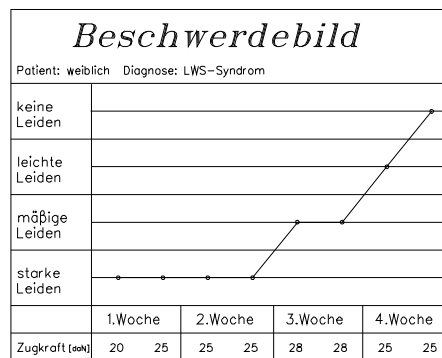 Beschwerdebild
Patient: weiblich Diagnose: LWS-Syndrom
keine
Leiden
leichte
Leiden
mäßige
Leiden
starke
Leiden
1.Woche 2.Woche 3.Woche 4.Woche
Zugkraft [daN] 20 25 25 25 28 28 25 25